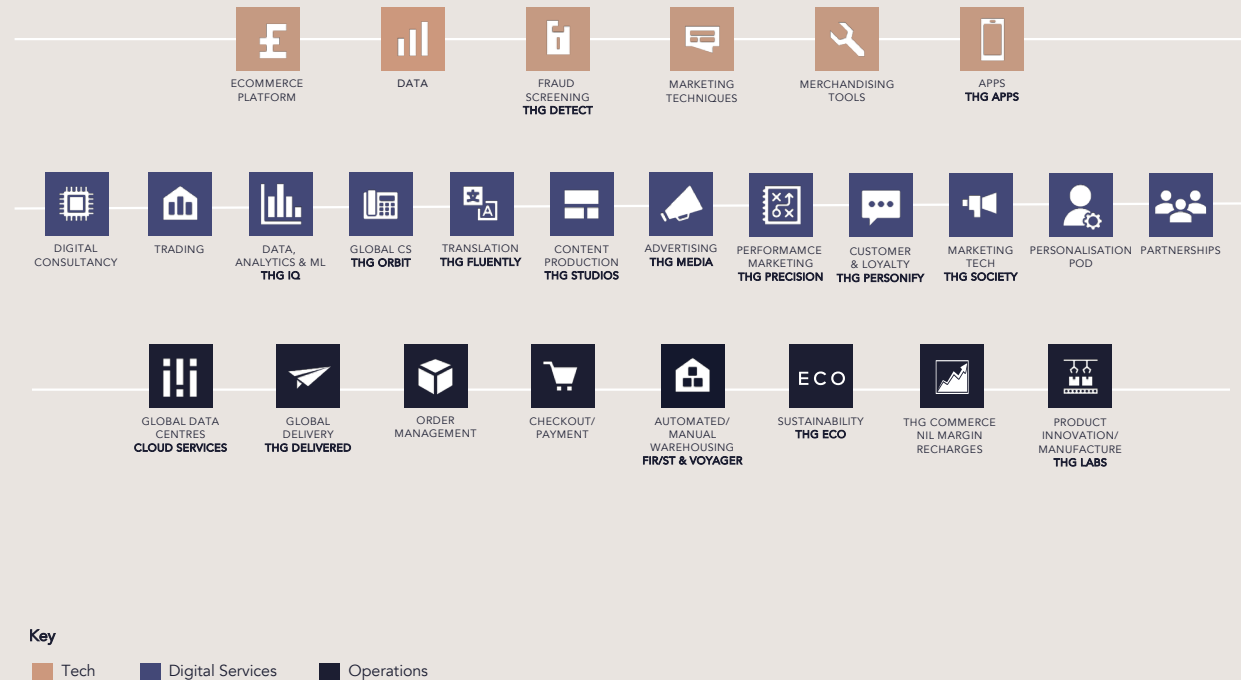 ECOMMERCE
PLATFORM
DATA
FRAUD
SCREENING
THG DETECT
MARKETING
TECHNIQUES
MERCHANDISING
TOOLS
APPS
THG APPS
DIGITAL
CONSULTANCY
TRADING
DATA,
ANALYTICS & ML
THG IQ
GLOBAL CS
THG ORBIT
TRANSLATION
THG FLUENTLY
CONTENT
PRODUCTION
THG STUDIOS
ADVERTISING
THG MEDIA
PERFORMAMCE
MARKETING
THG PRECISION
CUSTOMER
& LOYALTY
THG PERSONIFY
MARKETING
TECH
THG SOCIETY
PERSONALISATION
POD
PARTNERSHIPS
GLOBAL DATA
CENTRES
CLOUD SERVICES
GLOBAL
DELIVERY
THG DELIVERED
ORDER
MANAGEMENT
CHECKOUT/
PAYMENT
AUTOMATED/
MANUAL
WAREHOUSING
FIR/ST & VOYAGER
ECO
SUSTAINABILITY
THG ECO
THG COMMERCE
NIL MARGIN
RECHARGES
PRODUCT
INNOVATION/
MANUFACTURE
THG LABS
Key
Tech
Digital Services
Operations